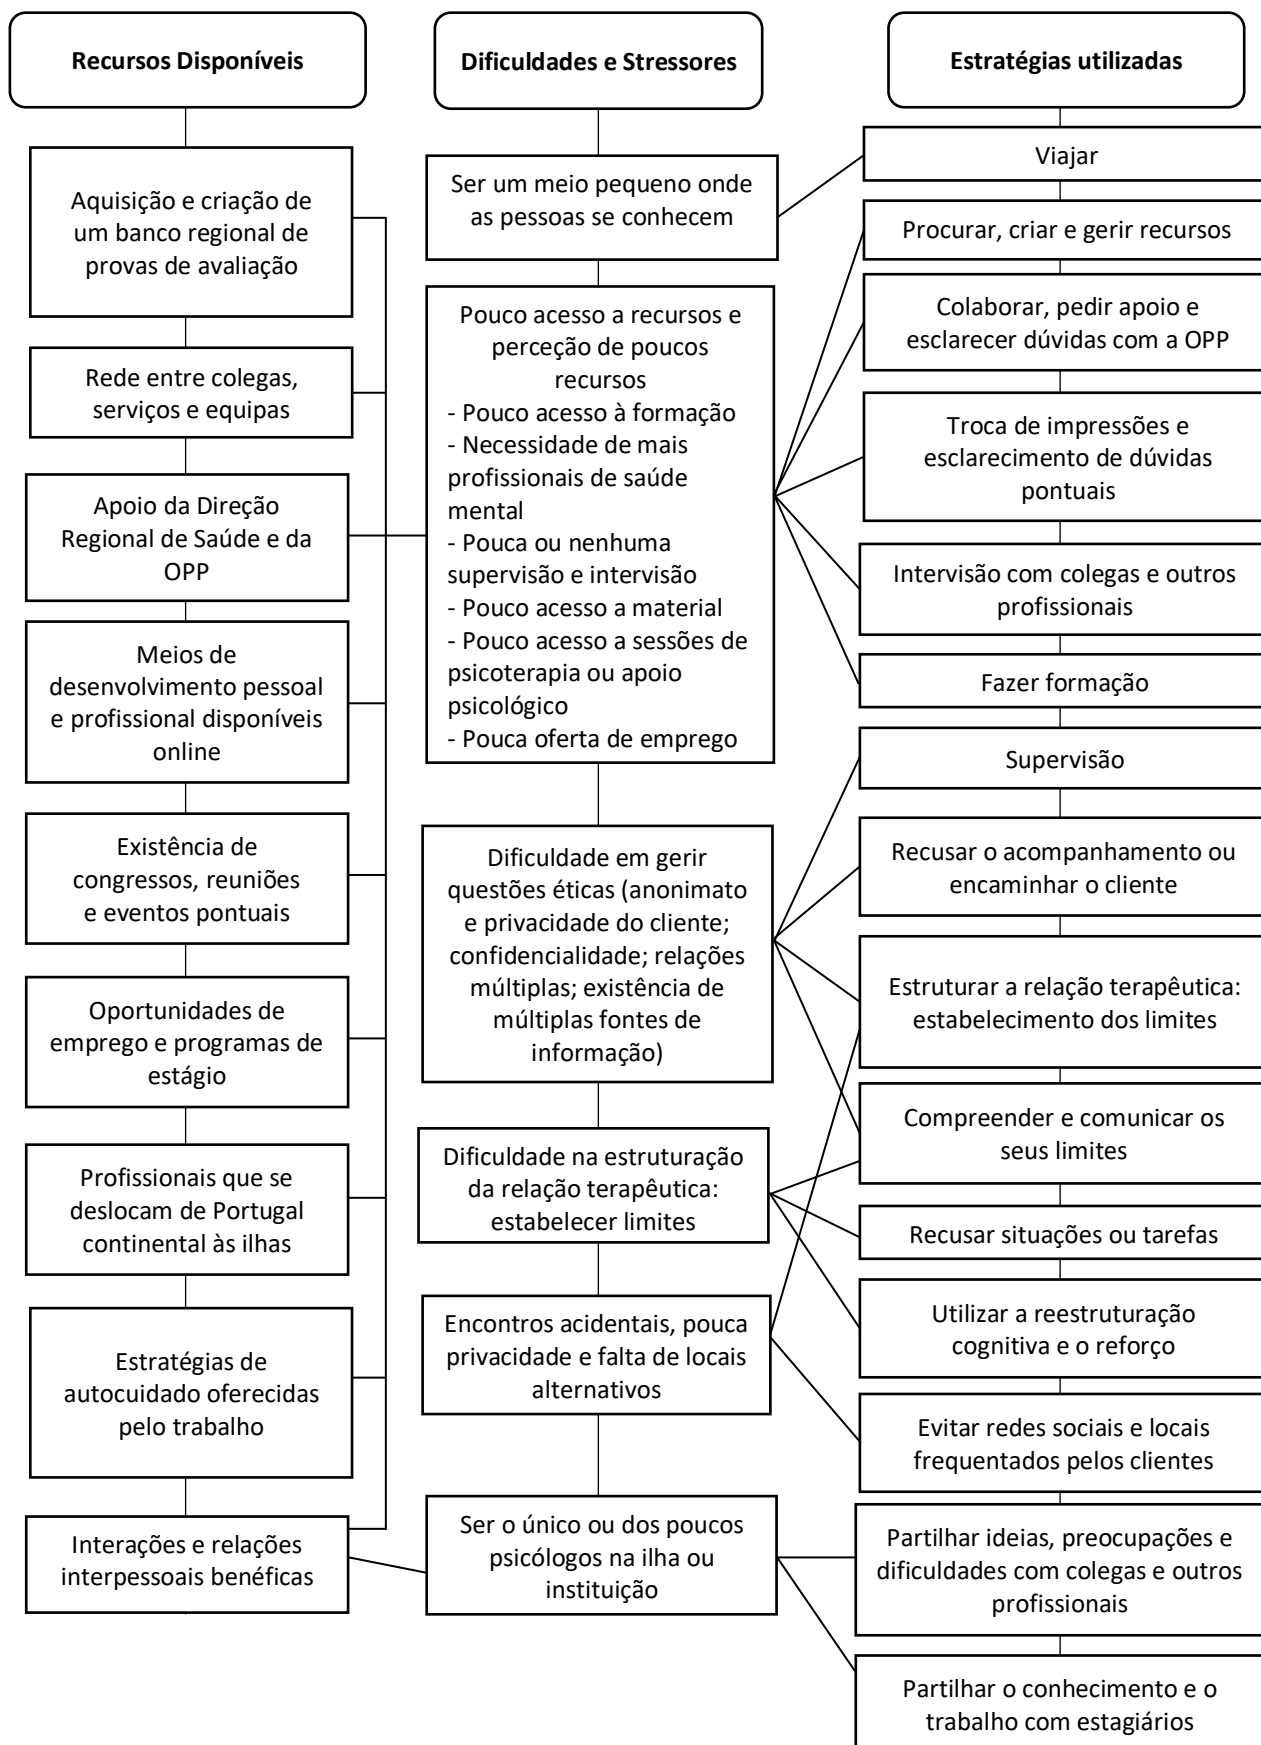 Recursos Disponíveis
Aquisição e criação de
um banco regional de
provas de avaliação
Rede entre colegas,
serviços e equipas
Apoio da Direção
Regional de Saúde e da
OPP
Meios de
desenvolvimento pessoal
e profissional disponíveis
online
Existência de
congressos, reuniões
e eventos pontuais
Oportunidades de
emprego e programas de
estágio
Profissionais que se
deslocam de Portugal
continental às ilhas
Estratégias de
autocuidado oferecidas
pelo trabalho
Interações e relações
interpessoais benéficas
Dificuldades e Stressores
Ser um meio pequeno onde
as pessoas se conhecem
Pouco acesso a recursos e
perceção de poucos
recursos
- Pouco acesso à formação
- Necessidade de mais
profissionais de saúde
mental
- Pouca ou nenhuma
supervisão e intervisão
- Pouco acesso a material
- Pouco acesso a sessões de
psicoterapia ou apoio
psicológico
- Pouca oferta de emprego
Dificuldade em gerir
questões éticas (anonimato
e privacidade do cliente;
confidencialidade; relações
múltiplas; existência de
múltiplas fontes de
informação)
Dificuldade na estruturação
da relação terapêutica:
estabelecer limites
Encontros acidentais, pouca
privacidade e falta de locais
alternativos
Ser o único ou dos poucos
psicólogos na ilha ou
instituição
Estratégias utilizadas
Viajar
Procurar, criar e gerir recursos
Colaborar, pedir apoio e
esclarecer dúvidas com a OPP
Troca de impressões e
esclarecimento de dúvidas
pontuais
Intervisão com colegas e outros
profissionais
Fazer formação
Supervisão
Recusar o acompanhamento ou
encaminhar o cliente
Estruturar a relação terapêutica:
estabelecimento dos limites
Compreender e comunicar os
seus limites
Recusar situações ou tarefas
Utilizar a reestruturação
cognitiva e o reforço
Evitar redes sociais e locais
frequentados pelos clientes
Partilhar ideias, preocupações e
dificuldades com colegas e outros
profissionais
Partilhar o conhecimento e o
trabalho com estagiários